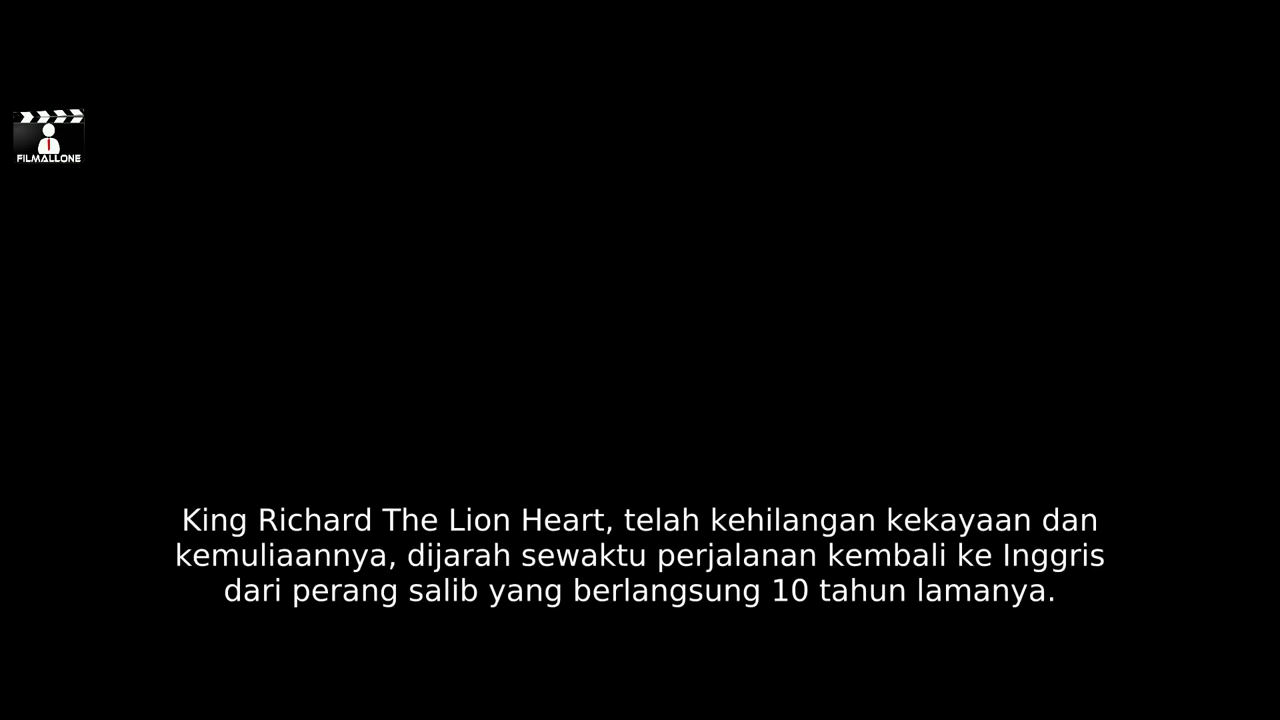 FILMALLONE
King Richard The Lion Heart, telah kehilangan kekayaan dan
kemuliaannya, dijarah sewaktu perjalanan kembali ke Inggris
dari perang salib yang berlangsung 10 tahun lamanya.